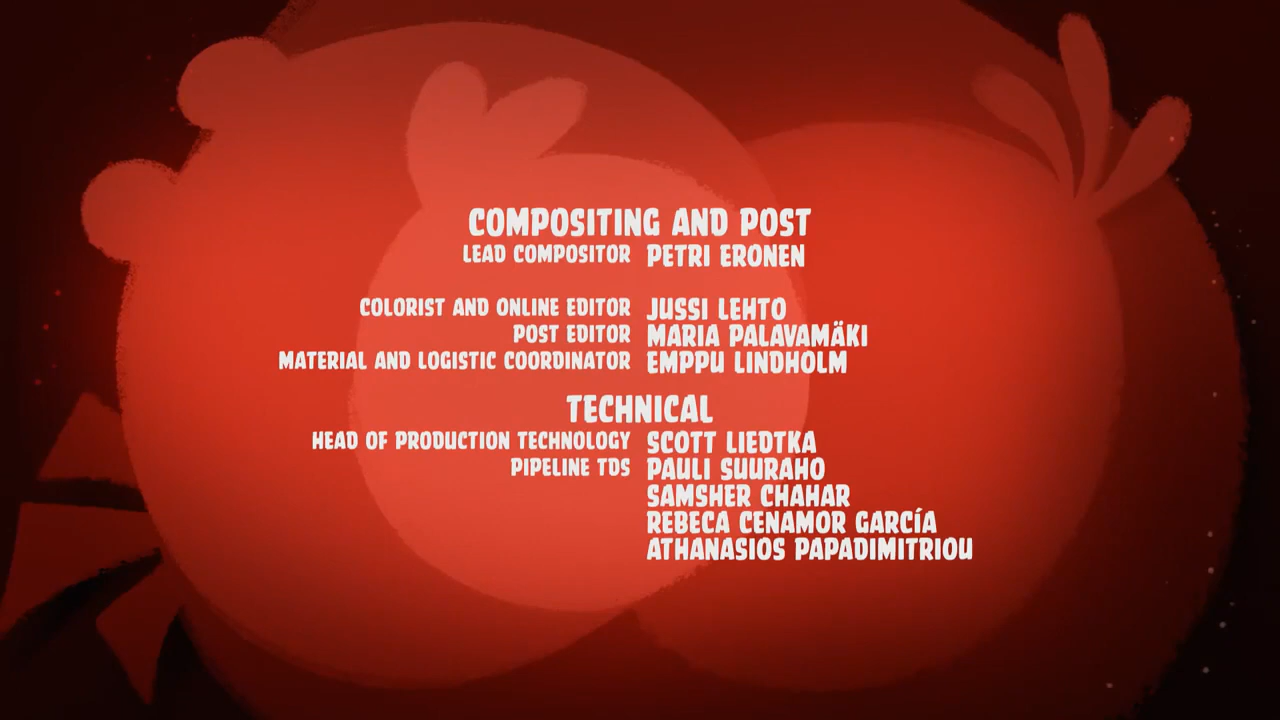 COMPOSITING AND POST
LEAD COMPOSITOR PETRI ERONEN
COLORIST AND ONLINE EDITOR JUSSI LEHTO
POST EDITOR MARIA PALAVAMÄKI
MATERIAL AND LOGISTIC COORDINATOR EMPPU LINDHOLM
TECHNICAL
HEAD OF PRODUCTION TECHNOLOGY SCOTT LIEDTKA
PIPELINE TDS PAULI SUURAHO
SAMSHER CHAHAR
REBECA CENAMOR GARCÍA
ATHANASIOS PAPADIMITRIOU